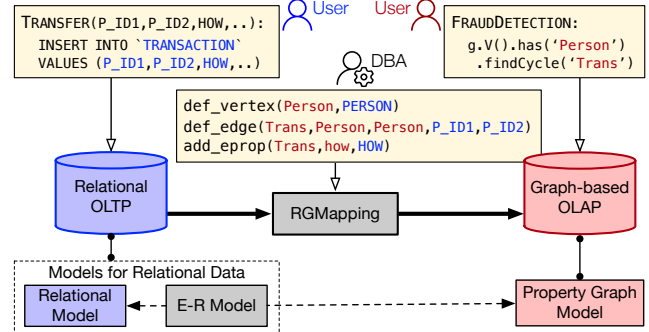 TRANSFER(P_ID1,P_ID2,HOW,..):
INSERT INTO `TRANSACTION`
VALUES (P_ID1,P_ID2,HOW,..)
User
User
FRAUDDETECTION:
g.V().has(‘Person’)
.findCycle(‘Trans’)
DBA
def_vertex(Person,PERSON)
def_edge(Trans,Person,Person,P_ID1,P_ID2)
add_eprop(Trans,how,HOW)
Relational
OLTP
RGMapping
Graph-based
OLAP
Models for Relational Data
Relational
Model
E-R Model
Property Graph
Model